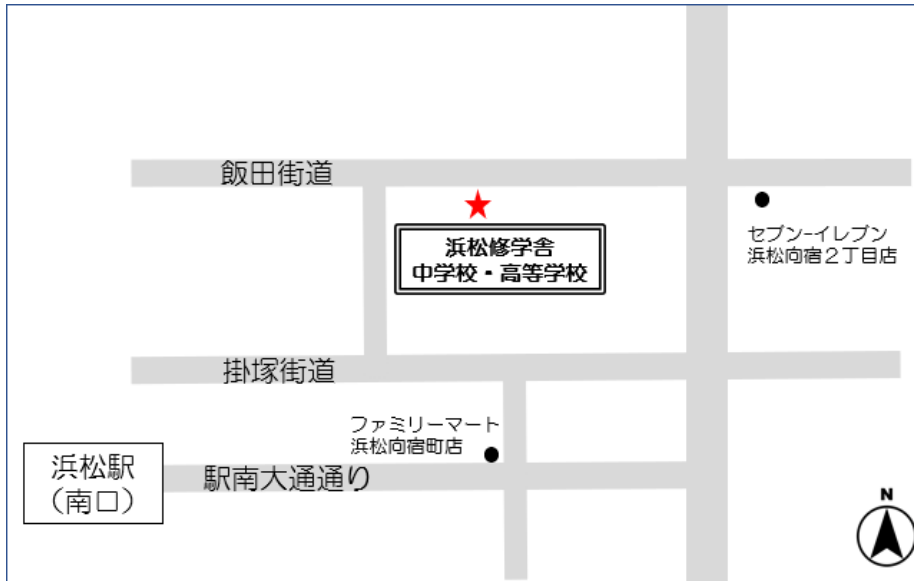 飯田街道
浜松修学舎
中学校・高等学校
セブン-イレブン
浜松向宿２丁目店
掛塚街道
ファミリーマート
浜松向宿町店
浜松駅
（南口）
駅南大通通り
N